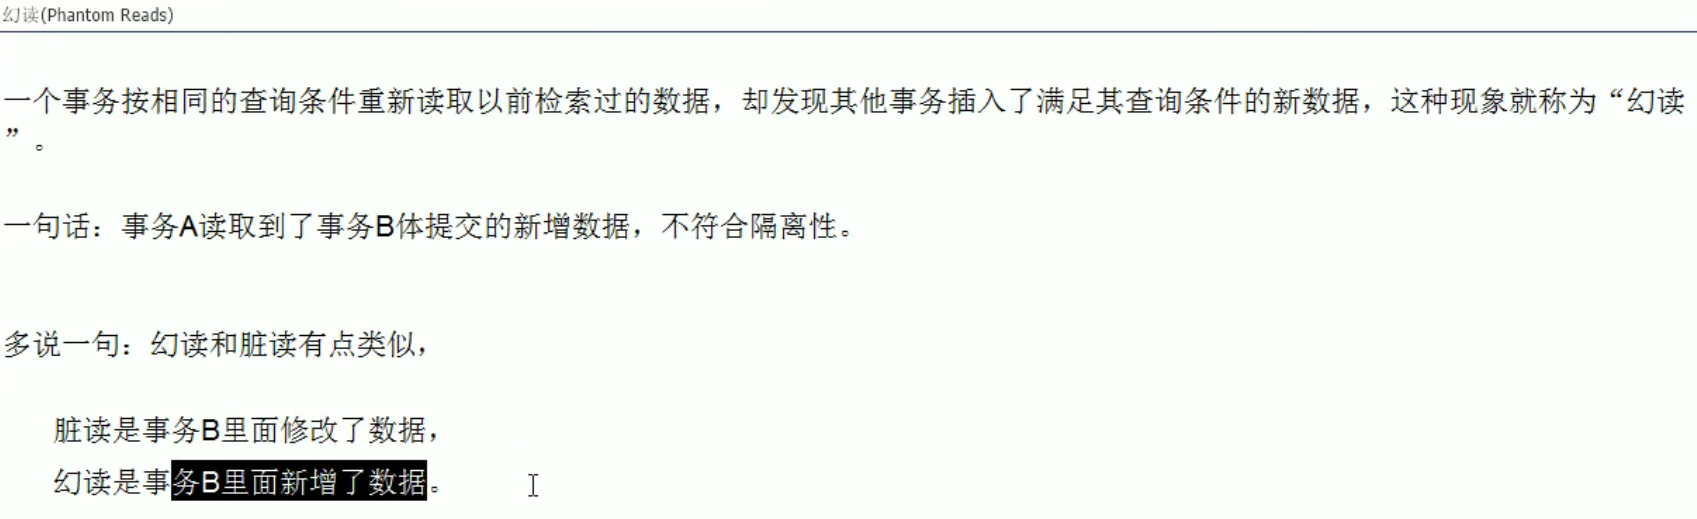 幻读(Phantom Reads)
一个事务按相同的查询条件重新读取以前检索过的数据，却发现其他事务插入了满足其查询条件的新数据，这种现象就称为“幻读
”。
一句话：事务A读取到了事务B体提交的新增数据，不符合隔离性。
多说一句：幻读和脏读有点类似，
脏读是事务B里面修改了数据，
幻读是事务B里面新增了数据。